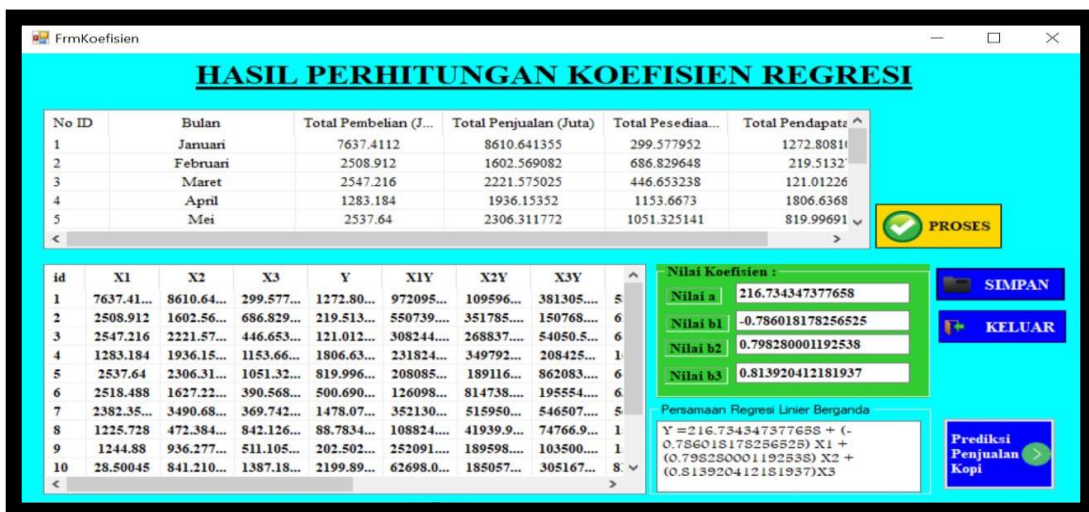 FrmKoefisien
HASIL PERHITUNGAN KOEFISIEN REGRESI
No ID Bulan Total Pembelian (J... Total Penjualan (Juta) Total Pesediaa... Total Pendapata
1 Januari 7637.4112 8610.641355 299.577952 1272.8081
2 Februari 2508.912 1602.569082 686.829648 219.5132
3 Maret 2547.216 2221.575025 446.653238 121.01226
4 April 1283.184 1936.15352 1153.6673 1806.6368
5 Mei 2537.64 2306.311772 1051.325141 819.99691
PROSES
id X1 X2 X3 Y X1Y X2Y X3Y
1 7637.41... 8610.64... 299.577... 1272.80... 972095... 109596... 381305....
2 2508.912 1602.56... 686.829... 219.513... 550739.... 351785.... 150768....
3 2547.216 2221.57... 446.653... 121.012... 308244.... 268837.... 54050.5... 6
4 1283.184 1936.15... 1153.66... 1806.63... 231824... 349792... 208425... 1
5 2537.64 2306.31... 1051.32... 819.996... 208085... 189116... 862083.... 6
6 2518.488 1627.22... 390.568... 500.690... 126098... 814738.... 195554....
7 2382.35... 3490.68... 369.742... 1478.07... 352130... 515950... 546507....
8 1225.728 472.384... 842.126... 88.7834... 108824.... 41939.9... 74766.9... 1
9 1244.88 936.277... 511.105... 202.502... 252091.... 189598.... 103500.... 1
10 28.50045 841.210... 1387.18... 2199.89... 62698.0... 185057... 305167...
Nilai Koefisien :
Nilai a 216.734347377658
Nilai b1 -0.786018178256525
Nilai b2 0.798280001192538
Nilai b3 0.813920412181937
SIMPAN
KELUAR
Persamaan Regresi Linier Berganda
Y =216.734347377658 + (-
0.786018178256525) X1 +
(0.798280001192538) X2 +
(0.813920412181937)X3
Prediksi
Penjualan
Kopi